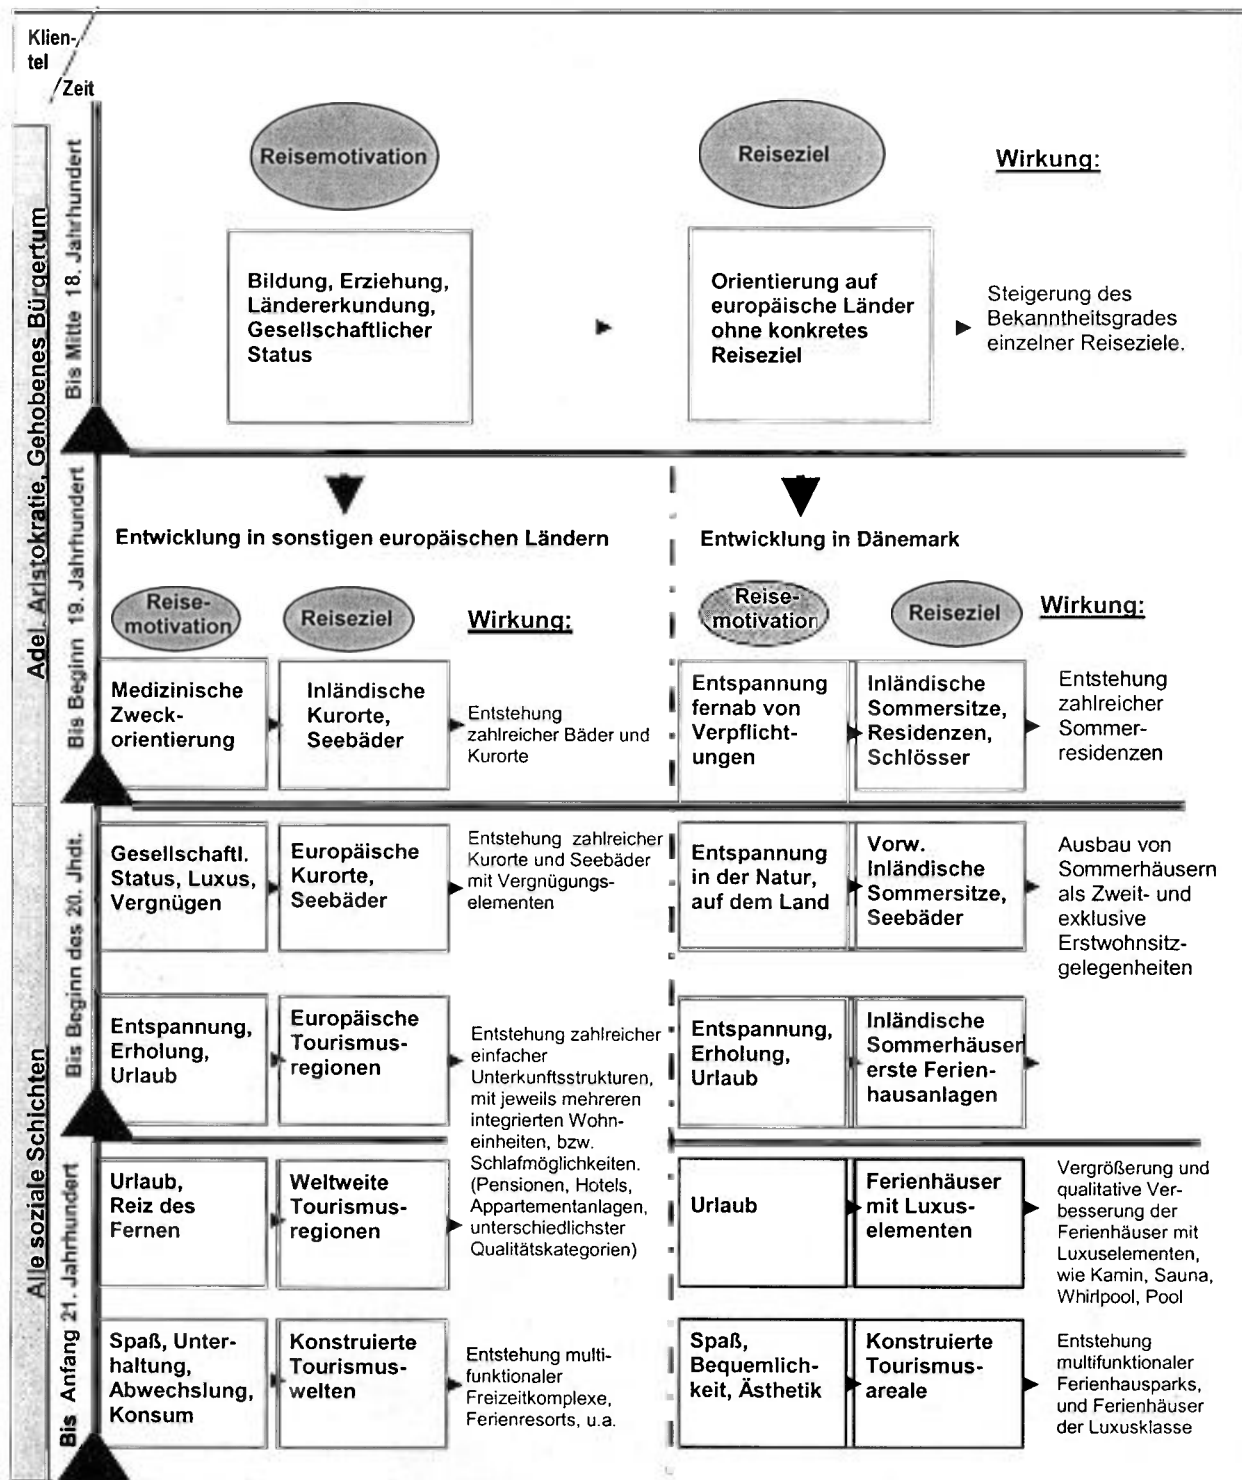 Klien-
tel
Zeit
Adel, Aristokratie, Gehobenes Bürgertum
Alle soziale Schichten
Bis Mitte 18. Jahrhundert
Reisemotivation
Reiseziel
Wirkung:
Bildung, Erziehung,
Ländererkundung,
Gesellschaftlicher
Status
Orientierung auf
europäische Länder
ohne konkretes
Reiseziel
Steigerung des
Bekanntheitsgrades
einzelner Reiseziele.
Bis Beginn 19. Jahrhundert
Entwicklung in sonstigen europäischen Ländern
Reise-
motivation
Reiseziel
Wirkung:
Medizinische
Zweck-
orientierung
Inländische
Kurorte,
Seebäder
Entstehung
zahlreicher Bäder und
Kurorte
Entwicklung in Dänemark
Reise-
motivation
Reiseziel
Wirkung:
Entspannung
fernab von
Verpflicht-
ungen
Inländische
Sommersitze,
Residenzen,
Schlösser
Entstehung
zahlreicher
Sommer-
residenzen
Bis Beginn des 20. Jhdt.
Gesellschaftl.
Status, Luxus,
Vergnügen
Europäische
Kurorte,
Seebäder
Entstehung zahlreicher
Kurorte und Seebäder
mit Vergnügungs-
elementen
Entspannung
in der Natur,
auf dem Land
Vorw.
Inländische
Sommersitze,
Seebäder
Ausbau von
Sommerhäusern
als Zweit- und
exklusive
Erstwohnsitz-
gelegenheiten
Entspannung,
Erholung,
Urlaub
Europäische
Tourismus-
regionen
Entstehung zahlreicher
einfacher
Unterkunftsstrukturen,
mit jeweils mehreren
integrierten Wohn-
einheiten, bzw.
Schlafmöglichkeiten.
(Pensionen, Hotels,
Appartementanlagen,
unterschiedlichster
Qualitätskategorien)
Entspannung,
Erholung,
Urlaub
Inländische
Sommerhäuser
erste Ferien-
hausanlagen
Bis Anfang 21. Jahrhundert
Urlaub,
Reiz des
Fernen
Weltweite
Tourismus-
regionen
Urlaub
Ferienhäuser
mit Luxus-
elementen
Vergrößerung und
qualitative Ver-
besserung der
Ferienhäuser mit
Luxuselementen,
wie Kamin, Sauna,
Whirlpool, Pool
Spaß, Unter-
haltung,
Abwechslung,
Konsum
Konstruierte
Tourismus-
welten
Entstehung multi-
funktionaler
Freizeitkomplexe,
Ferienresorts, u.a.
Spaß,
Bequemlich-
keit, Ästhetik
Konstruierte
Tourismus-
areale
Entstehung
multifunktionaler
Ferienhausparks,
und Ferienhäuser
der Luxusklasse